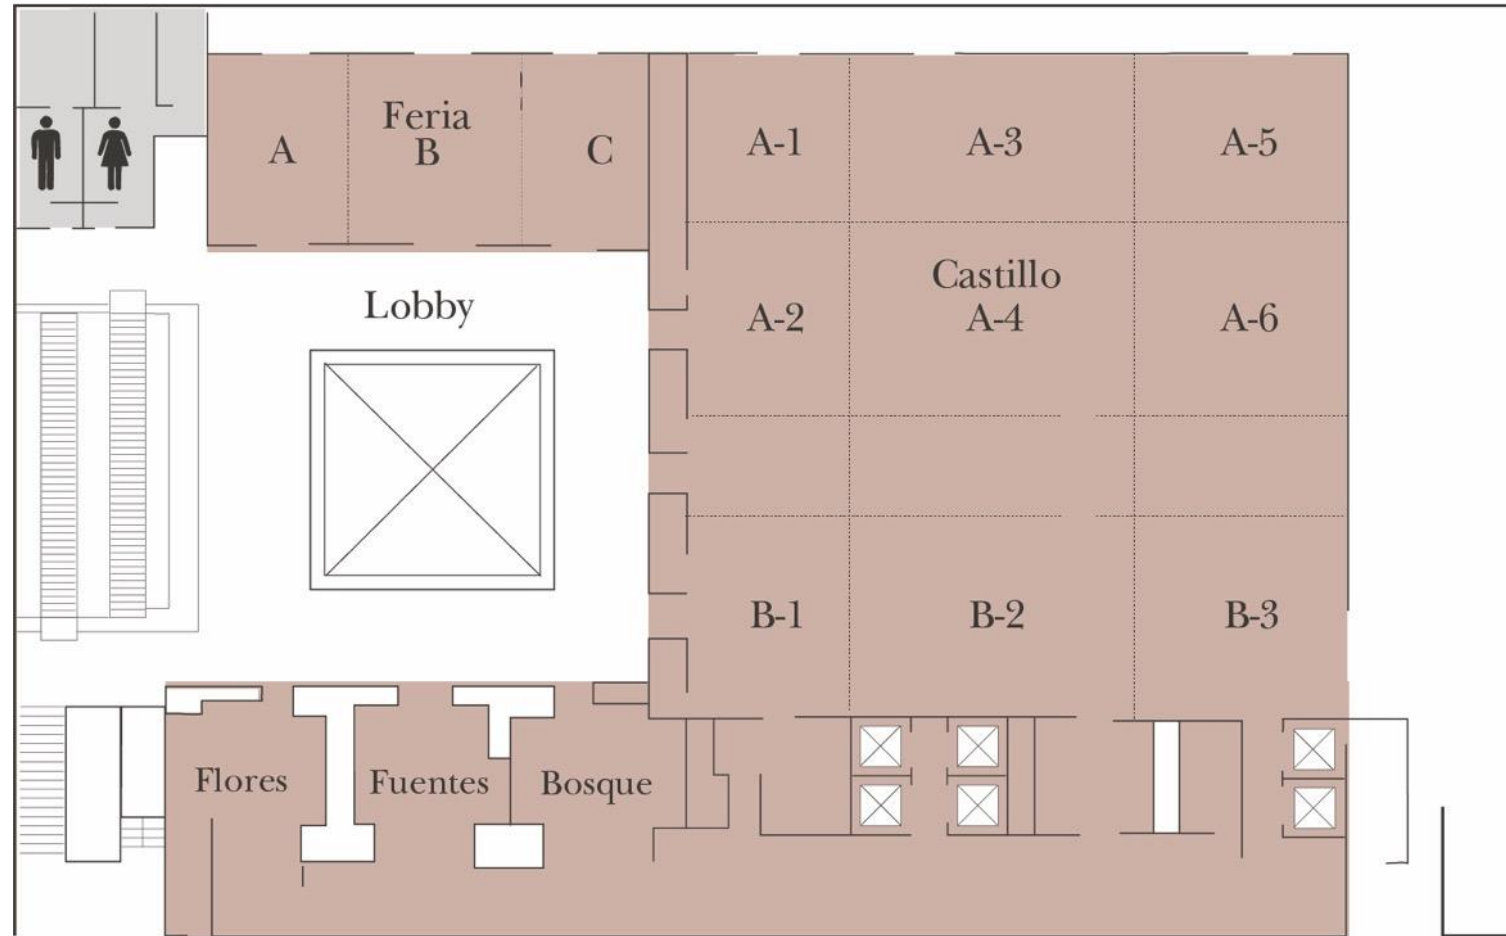 Feria
A
B
C
A-1
A-3
A-5
Lobby
Castillo
A-2
A-4
A-6
B-1
B-2
B-3
Flores
Fuentes
Bosque